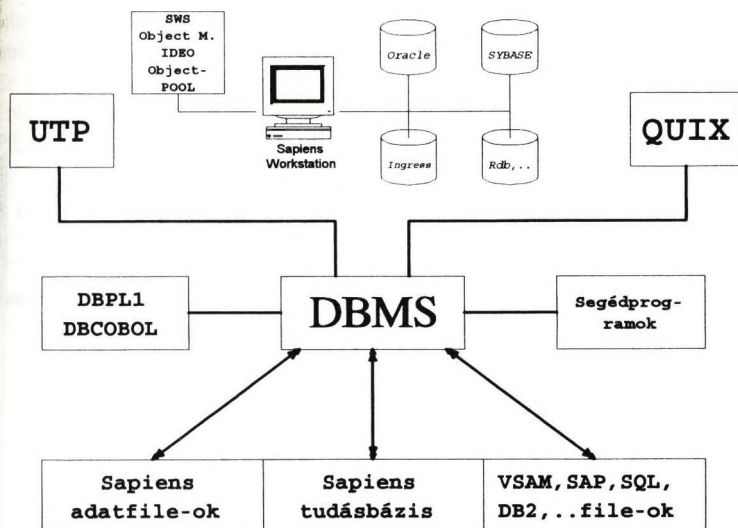 SWS
Object M.
IDEO
Object-
POOL
Oracle
SYBASE
UTP
QUIX
Sapiens
Workstation
Ingress
Rdb,..
DBPL1
DBCOBOL
DBMS
Segédprog-
ramok
Sapiens
adatfile-ok
Sapiens
tudásbázis
VSAM,SAP,SQL,
DB2,..file-ok